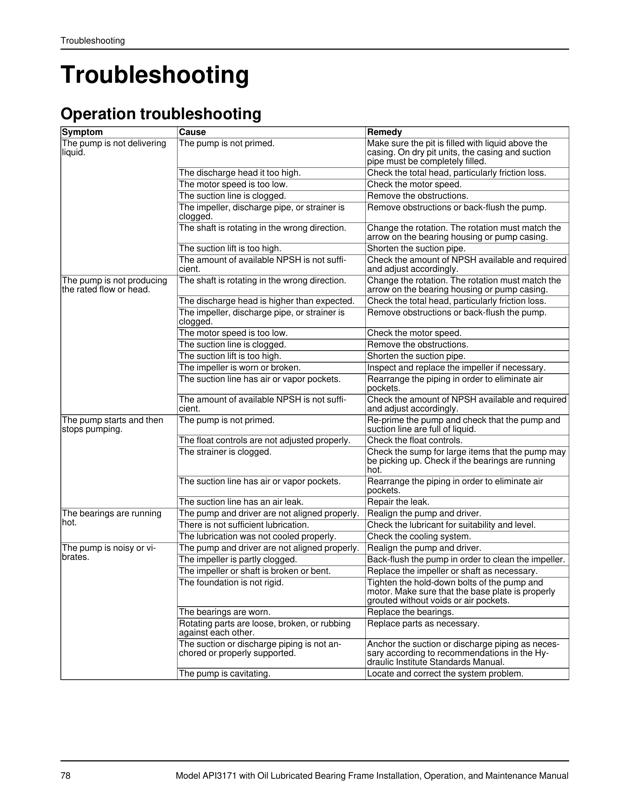 Troubleshooting
Troubleshooting
Operation troubleshooting
Symptom Cause Remedy
The pump is not delivering
liquid.
The pump is not primed.
Make sure the pit is filled with liquid above the
casing. On dry pit units, the casing and suction
pipe must be completely filled.
The discharge head it too high. Check the total head, particularly friction loss.
The motor speed is too low. Check the motor speed.
The suction line is clogged. Remove the obstructions.
The impeller, discharge pipe, or strainer is
clogged.
Remove obstructions or back-flush the pump.
The shaft is rotating in the wrong direction.
Change the rotation. The rotation must match the
arrow on the bearing housing or pump casing.
The suction lift is too high. Shorten the suction pipe.
The amount of available NPSH is not suffi-
cient.
Check the amount of NPSH available and required
and adjust accordingly.
The pump is not producing
the rated flow or head.
The shaft is rotating in the wrong direction.
Change the rotation. The rotation must match the
arrow on the bearing housing or pump casing.
The discharge head is higher than expected. Check the total head, particularly friction loss.
The impeller, discharge pipe, or strainer is
clogged.
Remove obstructions or back-flush the pump.
The motor speed is too low. Check the motor speed.
The suction line is clogged. Remove the obstructions.
The suction lift is too high. Shorten the suction pipe.
The impeller is worn or broken. Inspect and replace the impeller if necessary.
The suction line has air or vapor pockets.
Rearrange the piping in order to eliminate air
pockets.
The amount of available NPSH is not suffi-
cient.
Check the amount of NPSH available and required
and adjust accordingly.
The pump starts and then
stops pumping.
The pump is not primed.
Re-prime the pump and check that the pump and
suction line are full of liquid.
The float controls are not adjusted properly. Check the float controls.
The strainer is clogged.
Check the sump for large items that the pump may
be picking up. Check if the bearings are running
hot.
The suction line has air or vapor pockets.
Rearrange the piping in order to eliminate air
pockets.
The suction line has an air leak. Repair the leak.
The bearings are running
hot.
The pump and driver are not aligned properly. Realign the pump and driver.
There is not sufficient lubrication. Check the lubricant for suitability and level.
The lubrication was not cooled properly. Check the cooling system.
The pump is noisy or vi-
brates.
The pump and driver are not aligned properly. Realign the pump and driver.
The impeller is partly clogged. Back-flush the pump in order to clean the impeller.
The impeller or shaft is broken or bent. Replace the impeller or shaft as necessary.
The foundation is not rigid.
Tighten the hold-down bolts of the pump and
motor. Make sure that the base plate is properly
grouted without voids or air pockets.
The bearings are worn. Replace the bearings.
Rotating parts are loose, broken, or rubbing
against each other.
Replace parts as necessary.
The suction or discharge piping is not an-
chored or properly supported.
Anchor the suction or discharge piping as neces-
sary according to recommendations in the Hy-
draulic Institute Standards Manual.
The pump is cavitating. Locate and correct the system problem.
78 Model API3171 with Oil Lubricated Bearing Frame Installation, Operation, and Maintenance Manual